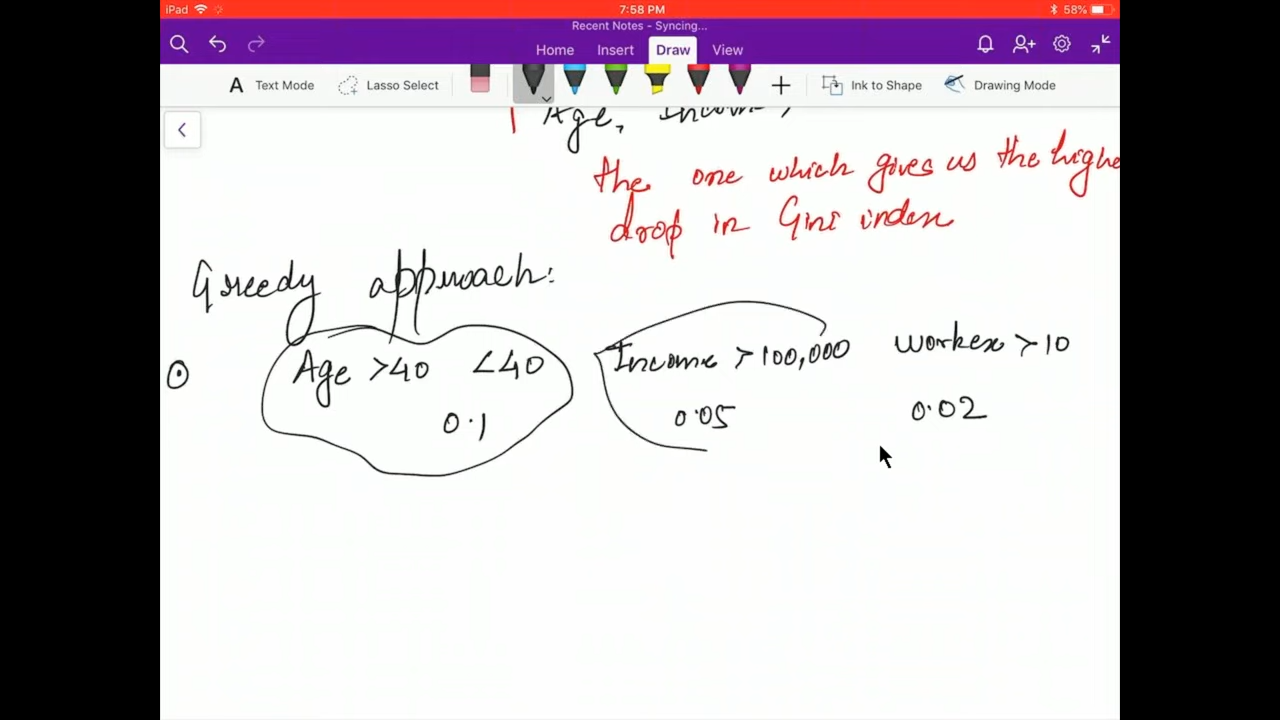 iPad 7:58 PM 58%
Recent Notes - Syncing...
Home Insert Draw View
A Text Mode Lasso Select Ink to Shape Drawing Mode
Age, Income,
the one which gives us the highe
drop in Gini index
Greedy approach:
Age >40 <40 Income > 100,000 workex > 10
0.1 0.05 0.02